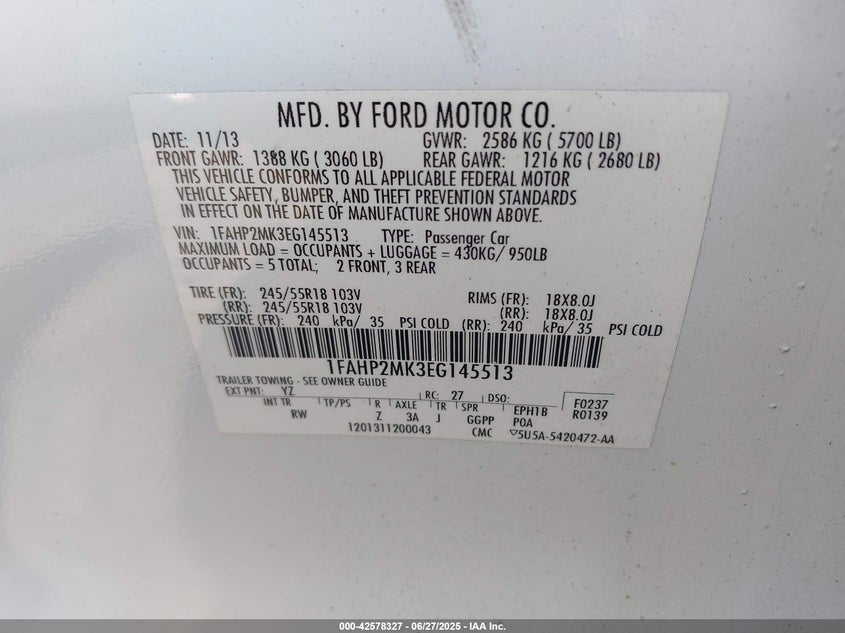 MFD. BY FORD MOTOR CO.
DATE: 11/13 GVWR: 2586 KG ( 5700 LB)
FRONT GAWR: 1388 KG ( 3060 LB) REAR GAWR: 1216 KG ( 2680 LB)
THIS VEHICLE CONFORMS TO ALL APPLICABLE FEDERAL MOTOR
VEHICLE SAFETY, BUMPER, AND THEFT PREVENTION STANDARDS
IN EFFECT ON THE DATE OF MANUFACTURE SHOWN ABOVE.
VIN: 1FAHP2MK3EG145513 TYPE: Passenger Car
MAXIMUM LOAD = OCCUPANTS + LUGGAGE = 430KG/ 950LB
OCCUPANTS = 5 TOTAL; 2 FRONT, 3 REAR
TIRE (FR): 245/55R18 103V RIMS (FR): 18X8.0J
(RR): 245/55R18 103V (RR): 18X8.0J
PRESSURE (FR): 240 kPa/ 35 PSI COLD (RR): 240 kPa/ 35 PSI COLD
1FAHP2MK3EG145513
TRAILER TOWING - SEE OWNER GUIDE
EXT PNT: YZ RC: 27 DSO: F0237
INT TR TP/PS R AXLE TR SPR EPH1B R0139
RW Z 3A J GGPP POA
1201311200043 CMC ▽5U5A-5420472-AA
000-42578327 - 06/27/2025 - IAA Inc.